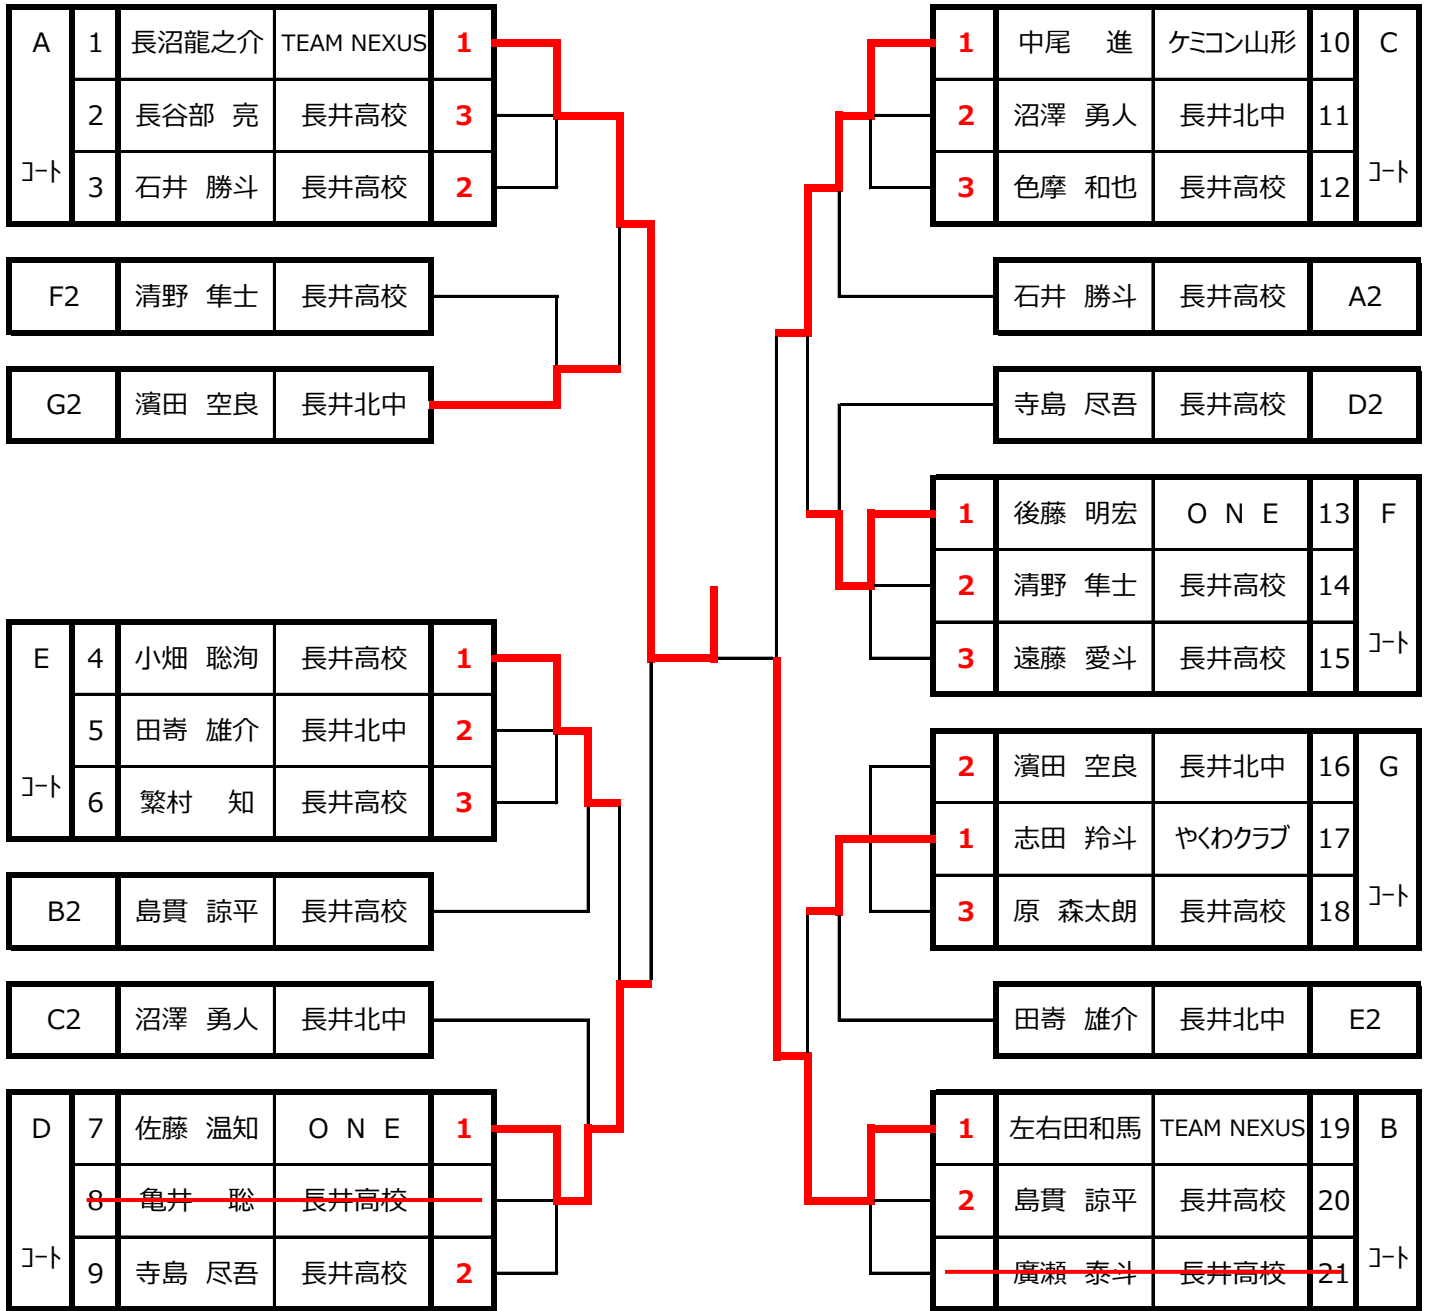 A 1 長沼龍之介 TEAM NEXUS 1
2 長谷部 亮 長井高校 3
コート 3 石井 勝斗 長井高校 2
F2 清野 隼士 長井高校
G2 濱田 空良 長井北中
E 4 小畑 聡洵 長井高校 1
5 田嵜 雄介 長井北中 2
コート 6 繁村 知 長井高校 3
B2 島貫 諒平 長井高校
C2 沼澤 勇人 長井北中
D 7 佐藤 温知 O N E 1
8 亀井 聡 長井高校
コート 9 寺島 尽吾 長井高校 2
1 中尾 進 ケミコン山形 10 C
2 沼澤 勇人 長井北中 11
3 色摩 和也 長井高校 12 コート
石井 勝斗 長井高校 A2
寺島 尽吾 長井高校 D2
1 後藤 明宏 O N E 13 F
2 清野 隼士 長井高校 14
3 遠藤 愛斗 長井高校 15 コート
2 濱田 空良 長井北中 16 G
1 志田 羚斗 やくわクラブ 17
3 原 森太朗 長井高校 18 コート
田嵜 雄介 長井北中 E2
1 左右田和馬 TEAM NEXUS 19 B
2 島貫 諒平 長井高校 20
廣瀬 泰斗 長井高校 21 コート